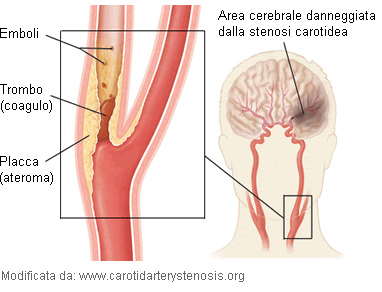 Emboli
Trombo
(coagulo)
Placca
(ateroma)
Area cerebrale danneggiata
dalla stenosi carotidea
Modificata da: www.carotidarterystenosis.org